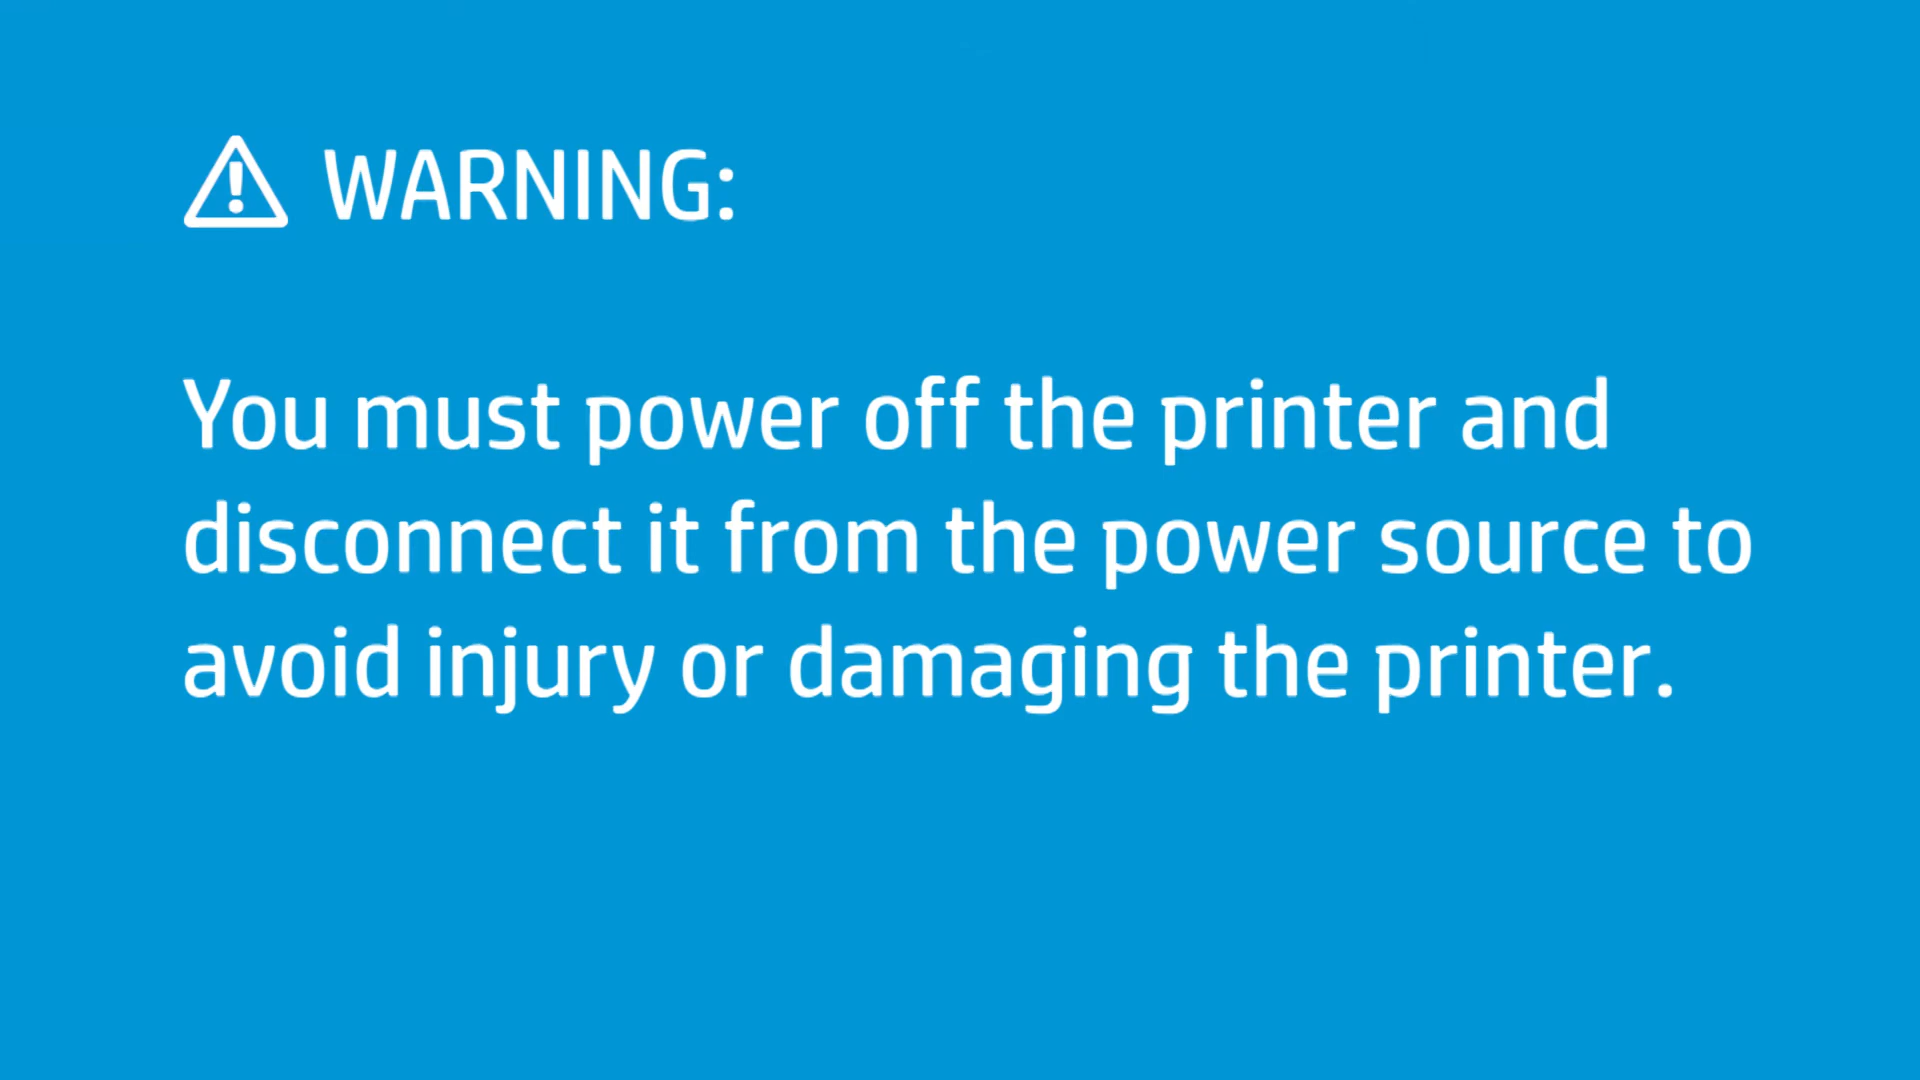 WARNING:
You must power off the printer and
disconnect it from the power source to
avoid injury or damaging the printer.